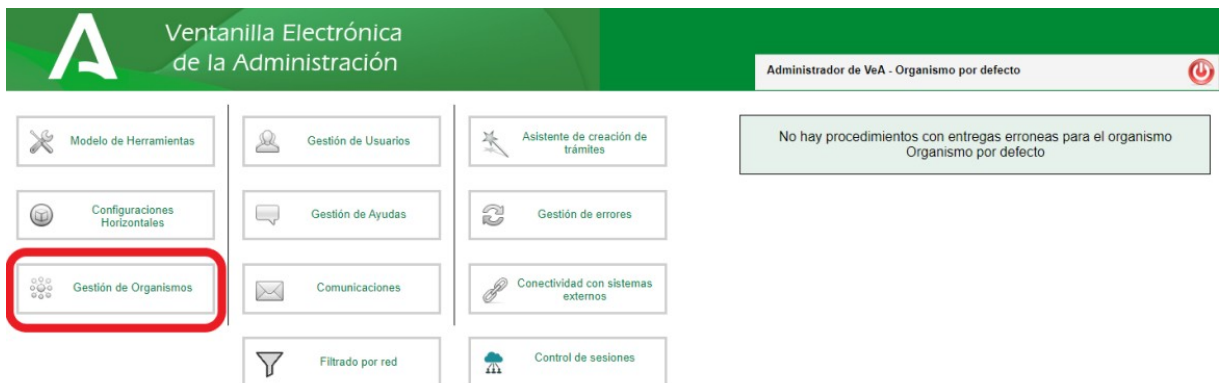 Ventanilla Electrónica
de la Administración
Administrador de VeA - Organismo por defecto
Modelo de Herramientas
Gestión de Usuarios
Asistente de creación de
trámites
No hay procedimientos con entregas erroneas para el organismo
Organismo por defecto
Configuraciones
Horizontales
Gestión de Ayudas
Gestión de errores
Gestión de Organismos
Comunicaciones
Conectividad con sistemas
externos
Filtrado por red
Control de sesiones